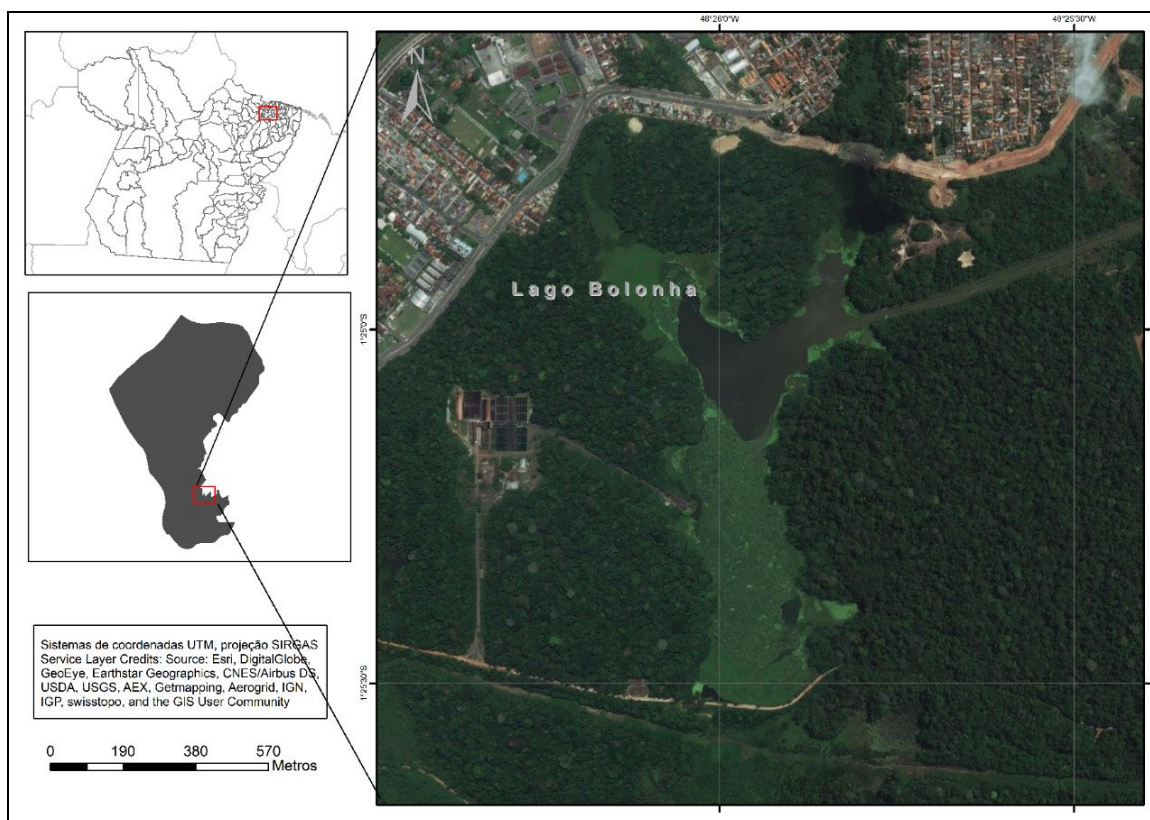 48°26'0"W
48°25'30"W
N
Lago Bolonha
1°25'0"S
1°25'30"S
Sistemas de coordenadas UTM, projeção SIRGAS
Service Layer Credits: Source: Esri, DigitalGlobe,
GeoEye, Earthstar Geographics, CNES/Airbus DS,
USDA, USGS, AEX, Getmapping, Aerogrid, IGN,
IGP, swisstopo, and the GIS User Community
0 190 380 570
Metros